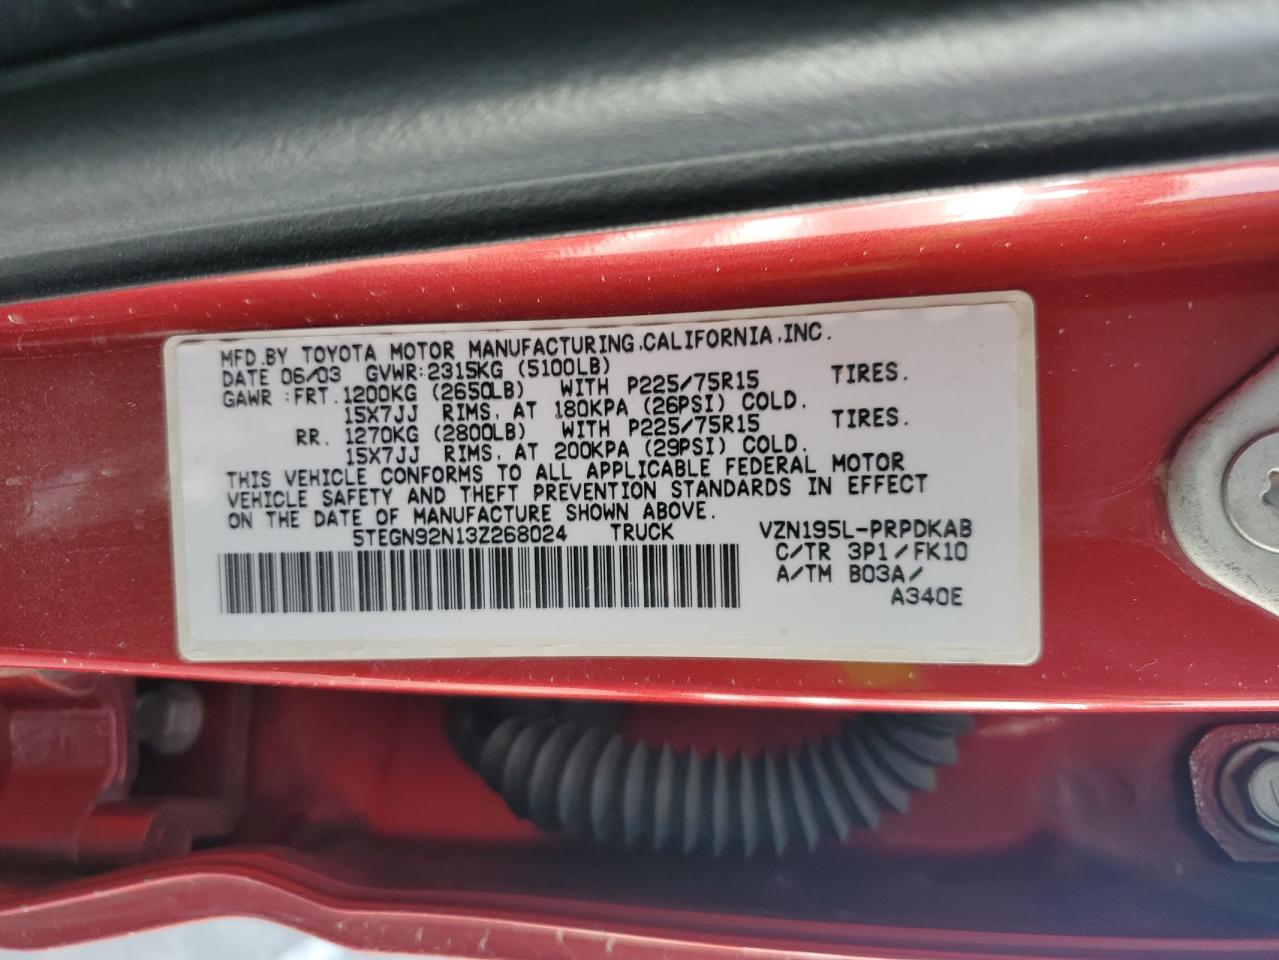 MFD.BY TOYOTA MOTOR MANUFACTURING,CALIFORNIA,INC.
DATE 06/03 GVWR:2315KG (5100LB)
GAWR :FRT.1200KG (2650LB) WITH P225/75R15 TIRES.
15X7JJ RIMS, AT 180KPA (26PSI) COLD.
RR. 1270KG (2800LB) WITH P225/75R15 TIRES.
15X7JJ RIMS, AT 200KPA (29PSI) COLD.
THIS VEHICLE CONFORMS TO ALL APPLICABLE FEDERAL MOTOR
VEHICLE SAFETY AND THEFT PREVENTION STANDARDS IN EFFECT
ON THE DATE OF MANUFACTURE SHOWN ABOVE.
5TEGN92N13Z268024 TRUCK VZN195L-PRPDKAB
C/TR 3P1/FK10
A/TM B03A/
A340E